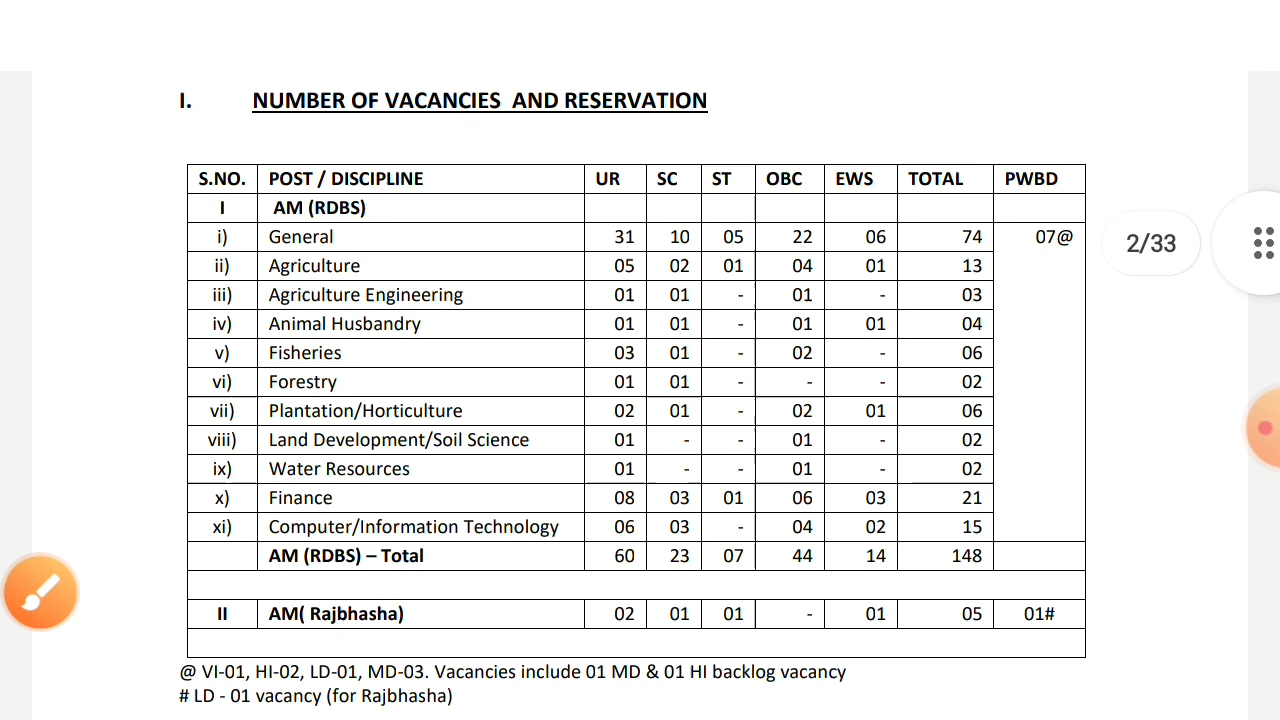 I. NUMBER OF VACANCIES AND RESERVATION
S.NO. POST / DISCIPLINE UR SC ST OBC EWS TOTAL PWBD
I AM (RDBS)
i) General 31 10 05 22 06 74 07@
2/33
ii) Agriculture 05 02 01 04 01 13
iii) Agriculture Engineering 01 01 - 01 - 03
iv) Animal Husbandry 01 01 - 01 01 04
v) Fisheries 03 01 - 02 - 06
vi) Forestry 01 01 - - - 02
vii) Plantation/Horticulture 02 01 - 02 01 06
viii) Land Development/Soil Science 01 - - 01 - 02
ix) Water Resources 01 - - 01 - 02
x) Finance 08 03 01 06 03 21
xi) Computer/Information Technology 06 03 - 04 02 15
AM (RDBS) – Total 60 23 07 44 14 148
II AM( Rajbhasha) 02 01 01 - 01 05 01#
@ VI-01, HI-02, LD-01, MD-03. Vacancies include 01 MD & 01 HI backlog vacancy
# LD - 01 vacancy (for Rajbhasha)